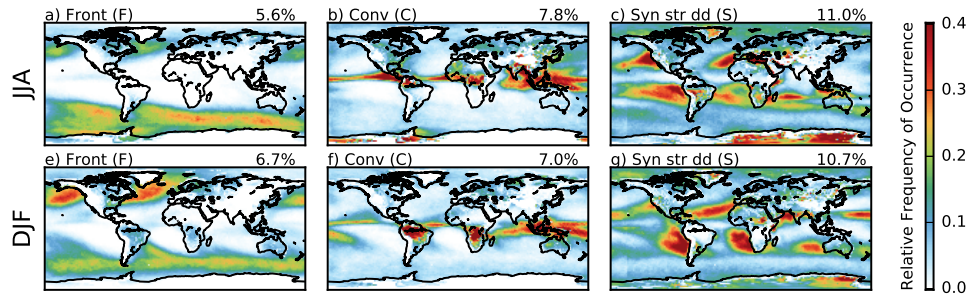 a) Front (F) 5.6%
b) Conv (C) 7.8%
c) Syn str dd (S) 11.0%
JJA
e) Front (F) 6.7%
f) Conv (C) 7.0%
g) Syn str dd (S) 10.7%
DJF
Relative Frequency of Occurrence
0.4
0.3
0.2
0.1
0.0